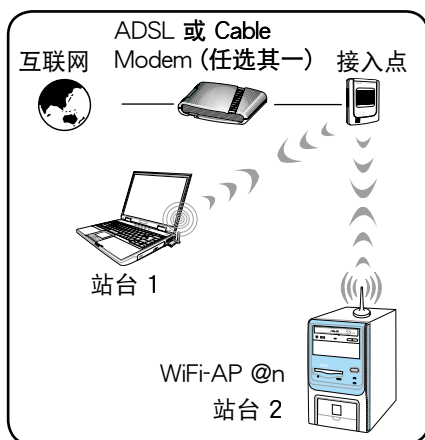 ADSL 或 Cable
互联网 Modem (任选其一) 接入点
站台 1
WiFi-AP @n
站台 2